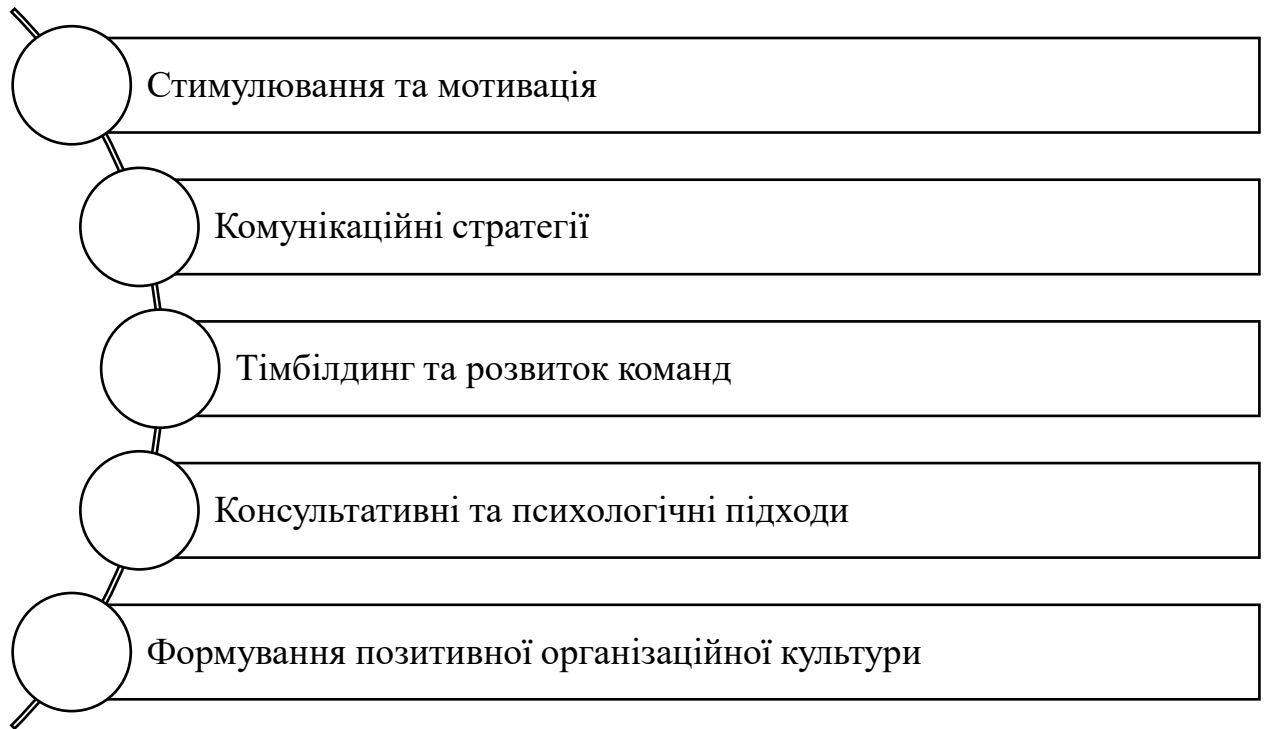 Стимулювання та мотивація
Комунікаційні стратегії
Тімбілдинг та розвиток команд
Консультативні та психологічні підходи
Формування позитивної організаційної культури